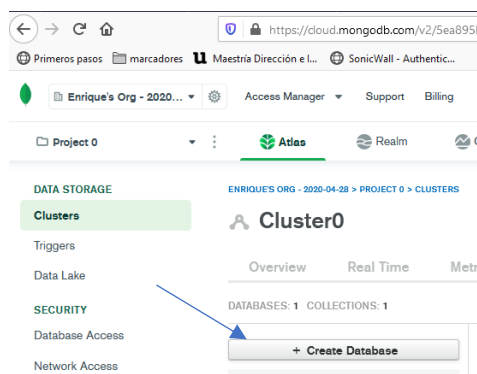 https://cloud.mongodb.com/v2/5ea895
Primeros pasos marcadores Maestría Dirección e I... SonicWall - Authentic...
Enrique's Org - 2020... Access Manager Support Billing
Project 0 Atlas Realm
DATA STORAGE
Clusters
Triggers
Data Lake
SECURITY
Database Access
Network Access
ENRIQUE'S ORG - 2020-04-28 > PROJECT 0 > CLUSTERS
Cluster0
Overview Real Time Metr
DATABASES: 1 COLLECTIONS: 1
+ Create Database